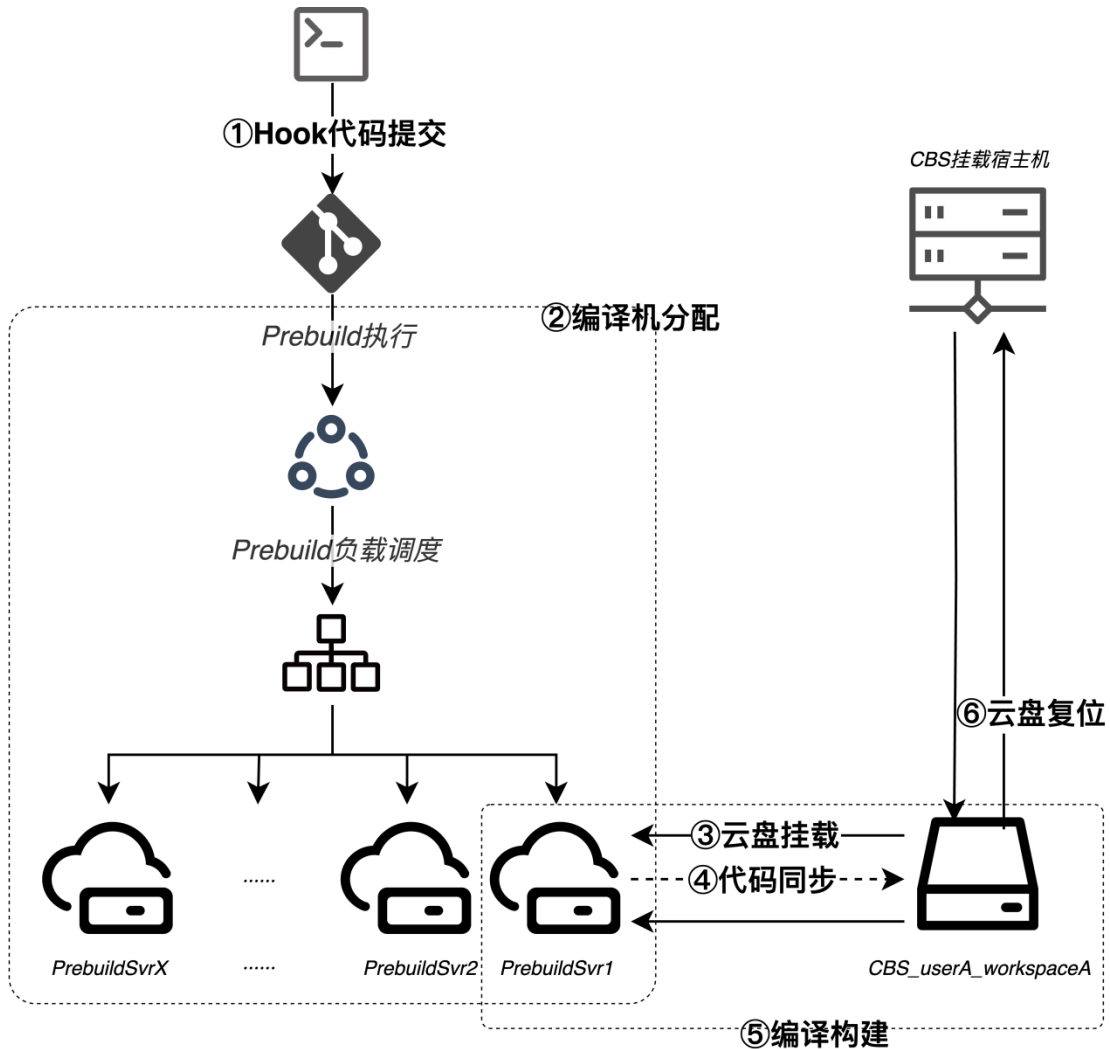 ①Hook代码提交
CBS挂载宿主机
②编译机分配
Prebuild执行
Prebuild负载调度
⑥云盘复位
③云盘挂载
④代码同步
......
PrebuildSvrX
......
PrebuildSvr2
PrebuildSvr1
CBS_userA_workspaceA
⑤编译构建